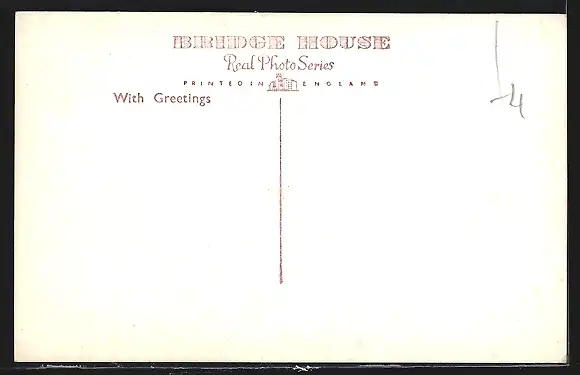 BRIDGE HOUSE
Real Photo Series
PRINTED IN ENGLAND
With Greetings
-4